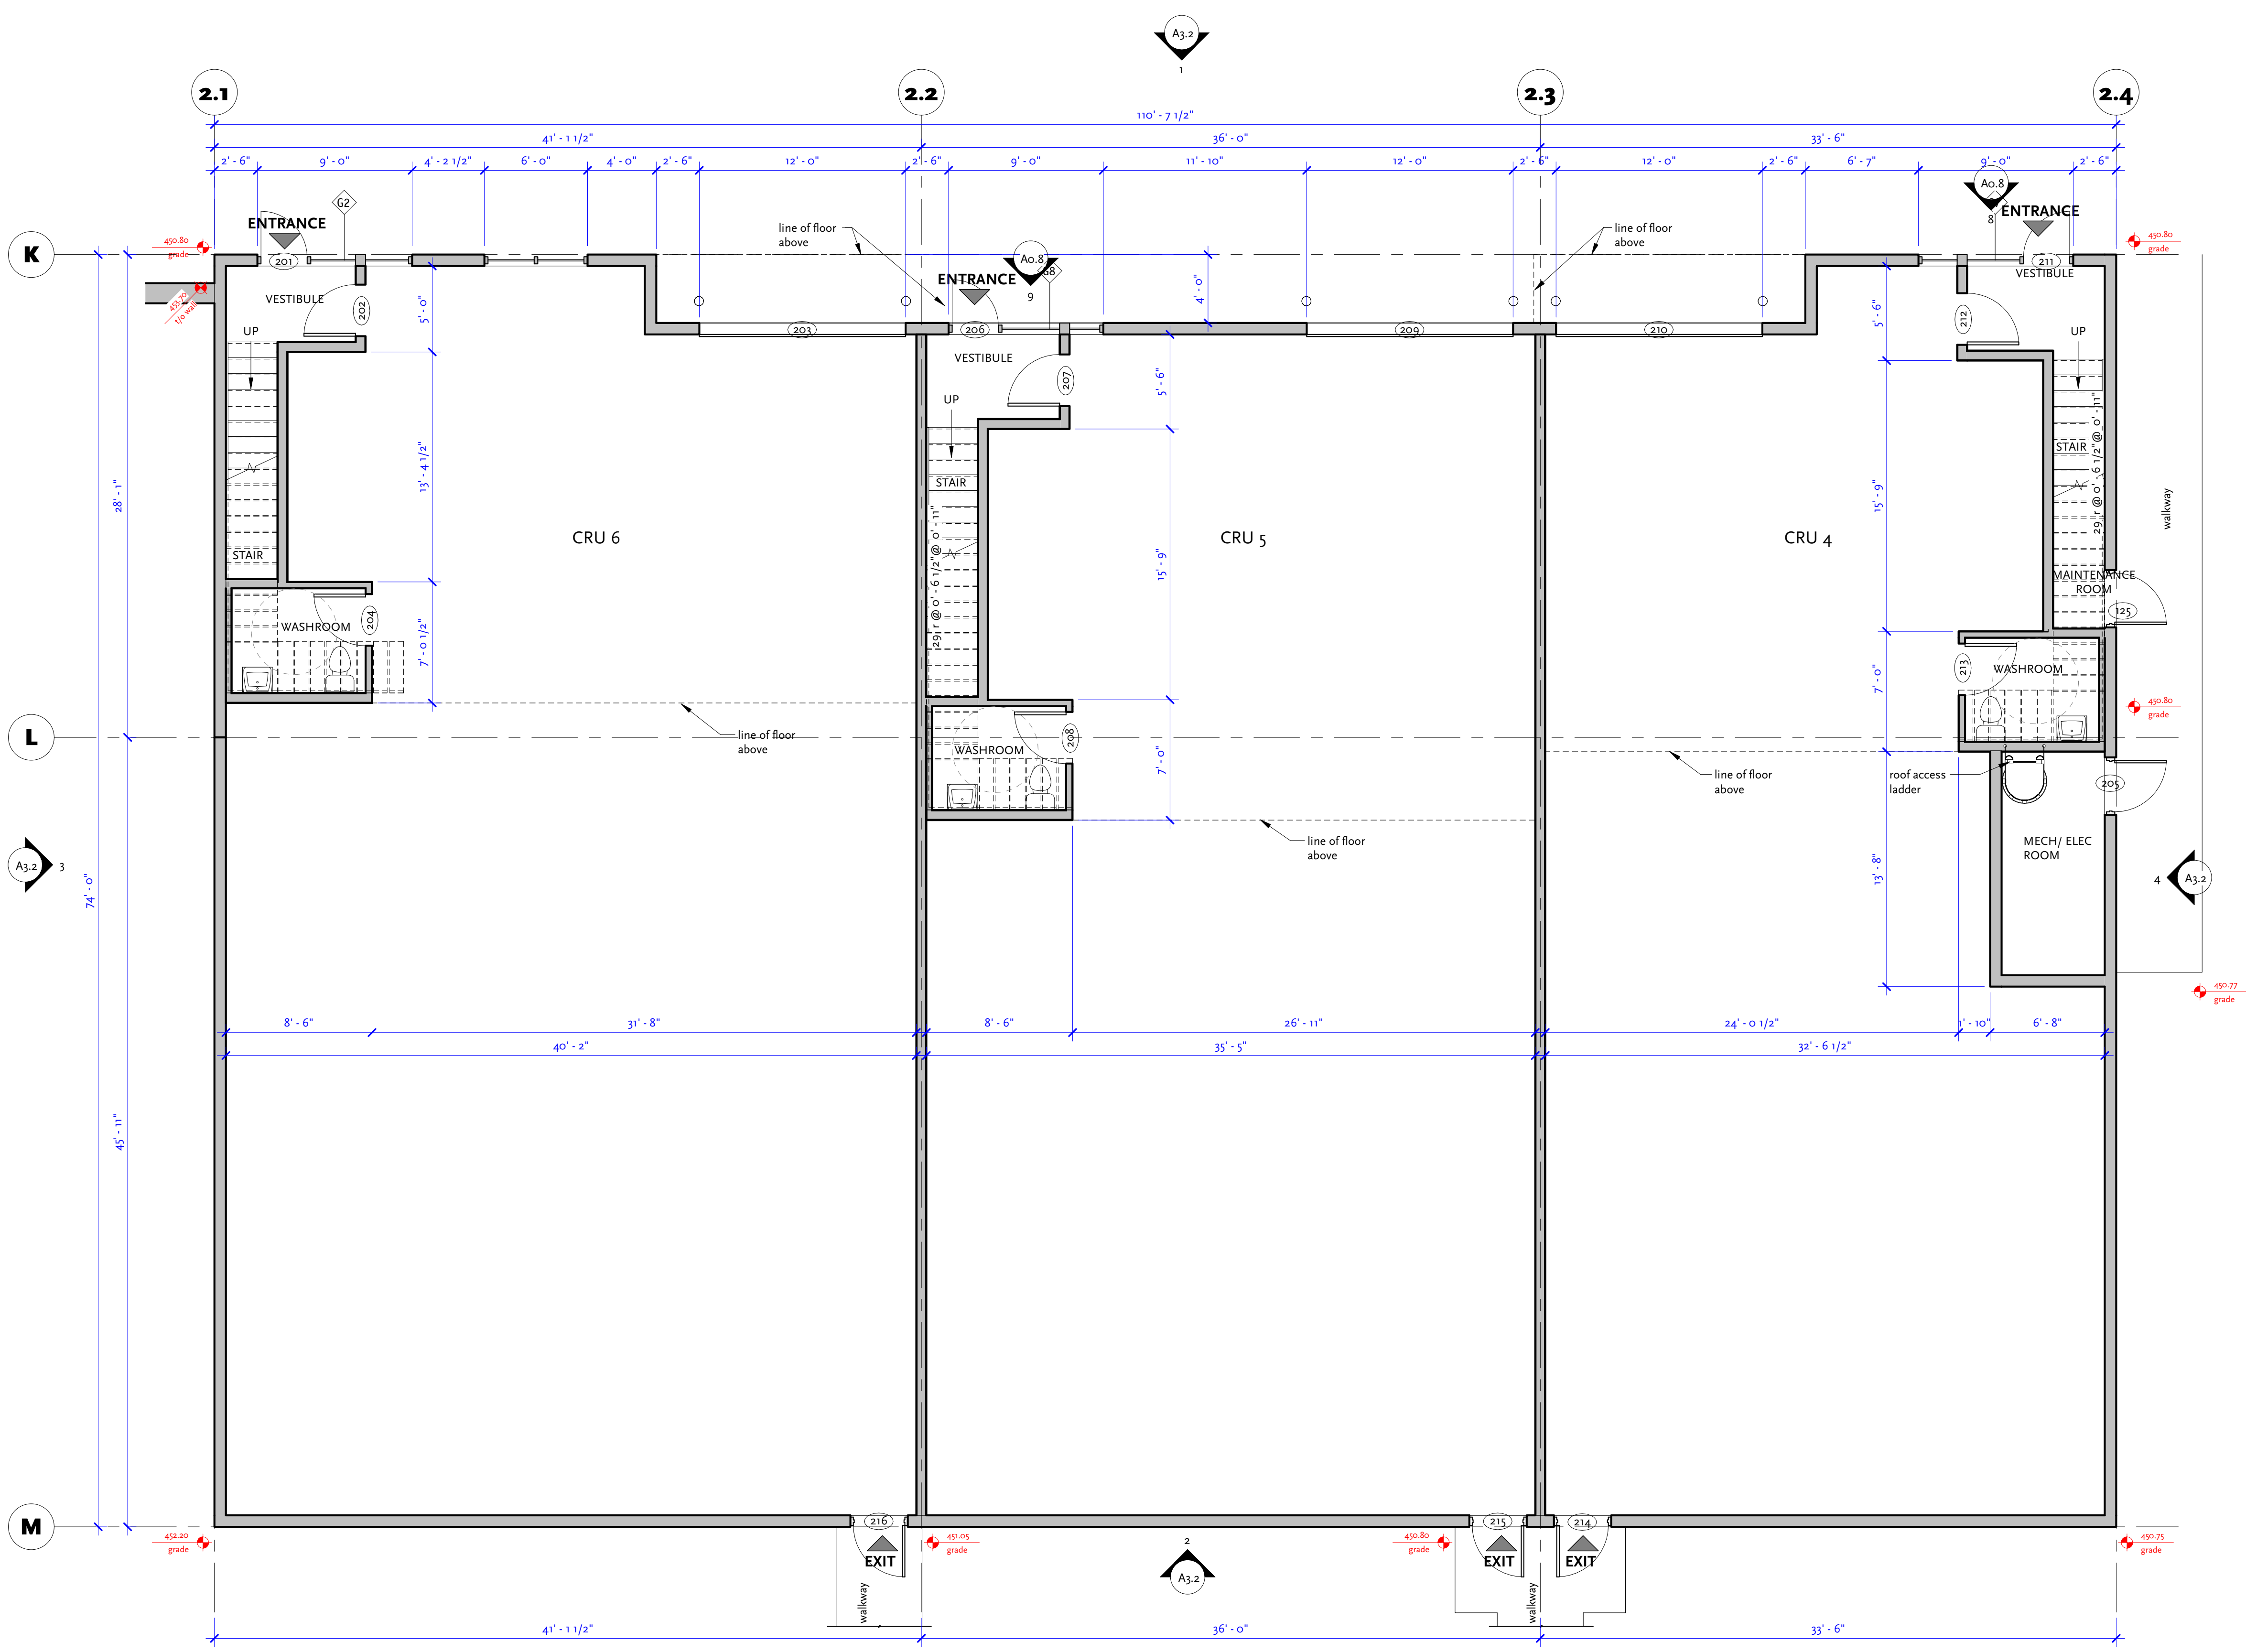 A3.2
1
2.1
2.2
2.3
2.4
110' - 7 1/2"
41' - 1 1/2"
36' - 0"
33' - 6"
2' - 6"
9' - 0"
4' - 2 1/2"
6' - 0"
4' - 0"
2' - 6"
12' - 0"
2' - 6"
9' - 0"
11' - 10"
12' - 0"
2' - 6"
12' - 0"
2' - 6"
6' - 7"
9' - 0"
2' - 6"
G2
ENTRANCE
line of floor
above
line of floor
above
A0.8
8
ENTRANCE
K
450.80
grade
201
450.80
grade
211
VESTIBULE
A0.8
9
G8
ENTRANCE
453.70
t/o wall
VESTIBULE
202
5' - 0"
4' - 0"
5' - 6"
212
UP
203
206
209
210
UP
VESTIBULE
207
5' - 6"
UP
13' - 4 1/2"
28' - 1"
STAIR
29 r @ 0' - 6 1/2" @ 0' - 11"
15' - 9"
STAIR
29 r @ 0' - 6 1/2" @ 0' - 11"
walkway
CRU 6
CRU 5
CRU 4
15' - 9"
STAIR
MAINTENANCE
ROOM
125
204
WASHROOM
7' - 0 1/2"
213
WASHROOM
7' - 0"
450.80
grade
L
line of floor
above
208
WASHROOM
7' - 0"
line of floor
above
roof access
ladder
205
line of floor
above
MECH/ ELEC
ROOM
13' - 8"
A3.2
3
74' - 0"
4
A3.2
450.77
grade
8' - 6"
31' - 8"
8' - 6"
26' - 11"
24' - 0 1/2"
1' - 10"
6' - 8"
40' - 2"
35' - 5"
32' - 6 1/2"
45' - 11"
M
452.20
grade
216
EXIT
451.05
grade
2
A3.2
450.80
grade
215
EXIT
214
EXIT
450.75
grade
walkway
walkway
41' - 1 1/2"
36' - 0"
33' - 6"